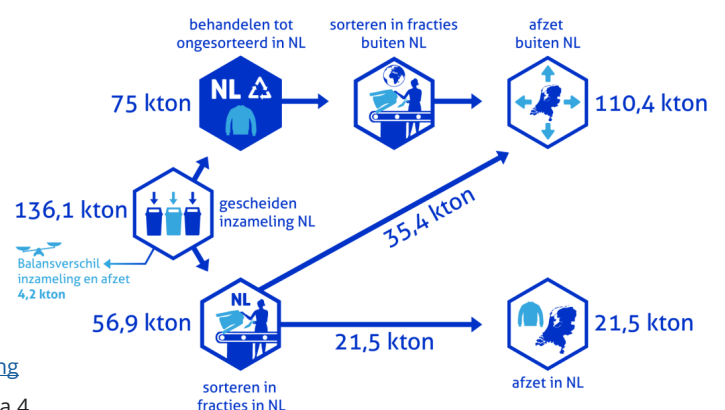 behandelen tot
ongesorteerd in NL
sorteren in fracties
buiten NL
afzet
buiten NL
NL
75 kton
110,4 kton
136,1 kton
gescheiden
inzameling NL
35,4 kton
Balansverschil
inzameling en afzet
4,2 kton
NL
56,9 kton
21,5 kton
21,5 kton
sorteren in
fracties in NL
afzet in NL
ng
a 4